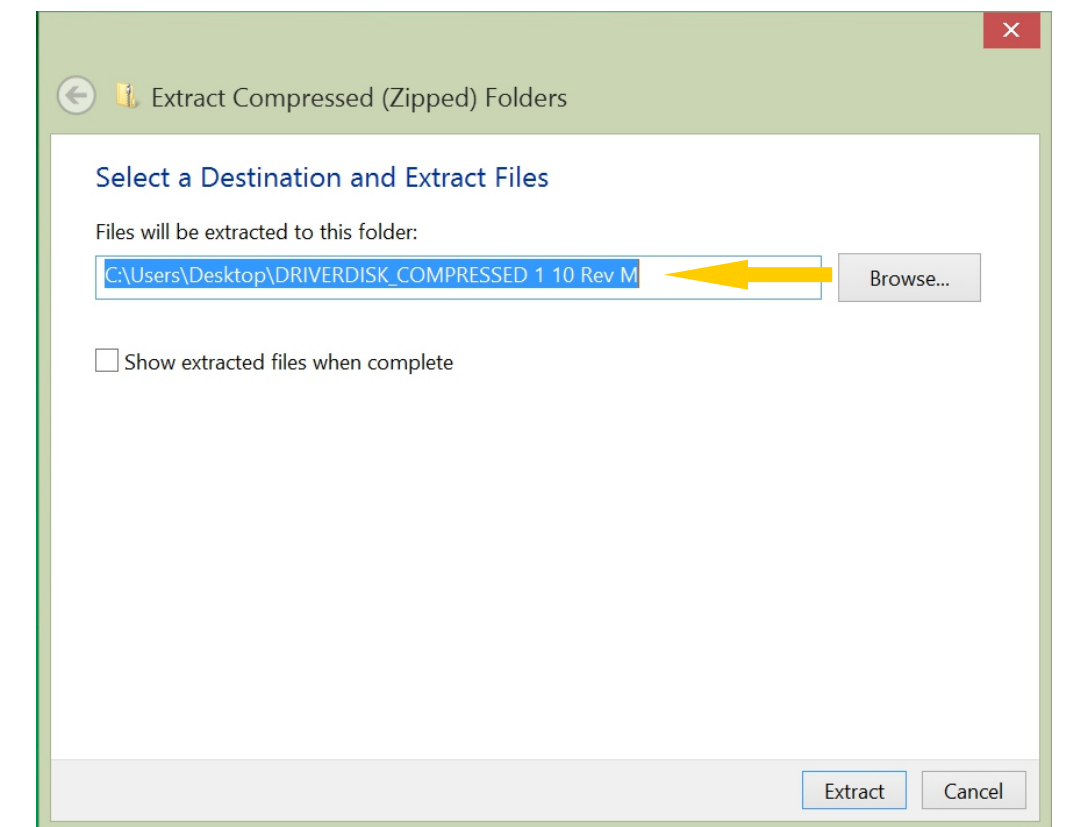 Extract Compressed (Zipped) Folders
Select a Destination and Extract Files
Files will be extracted to this folder:
C:\Users\Desktop\DRIVERDISK_COMPRESSED 1 10 Rev M
Browse...
Show extracted files when complete
Extract
Cancel